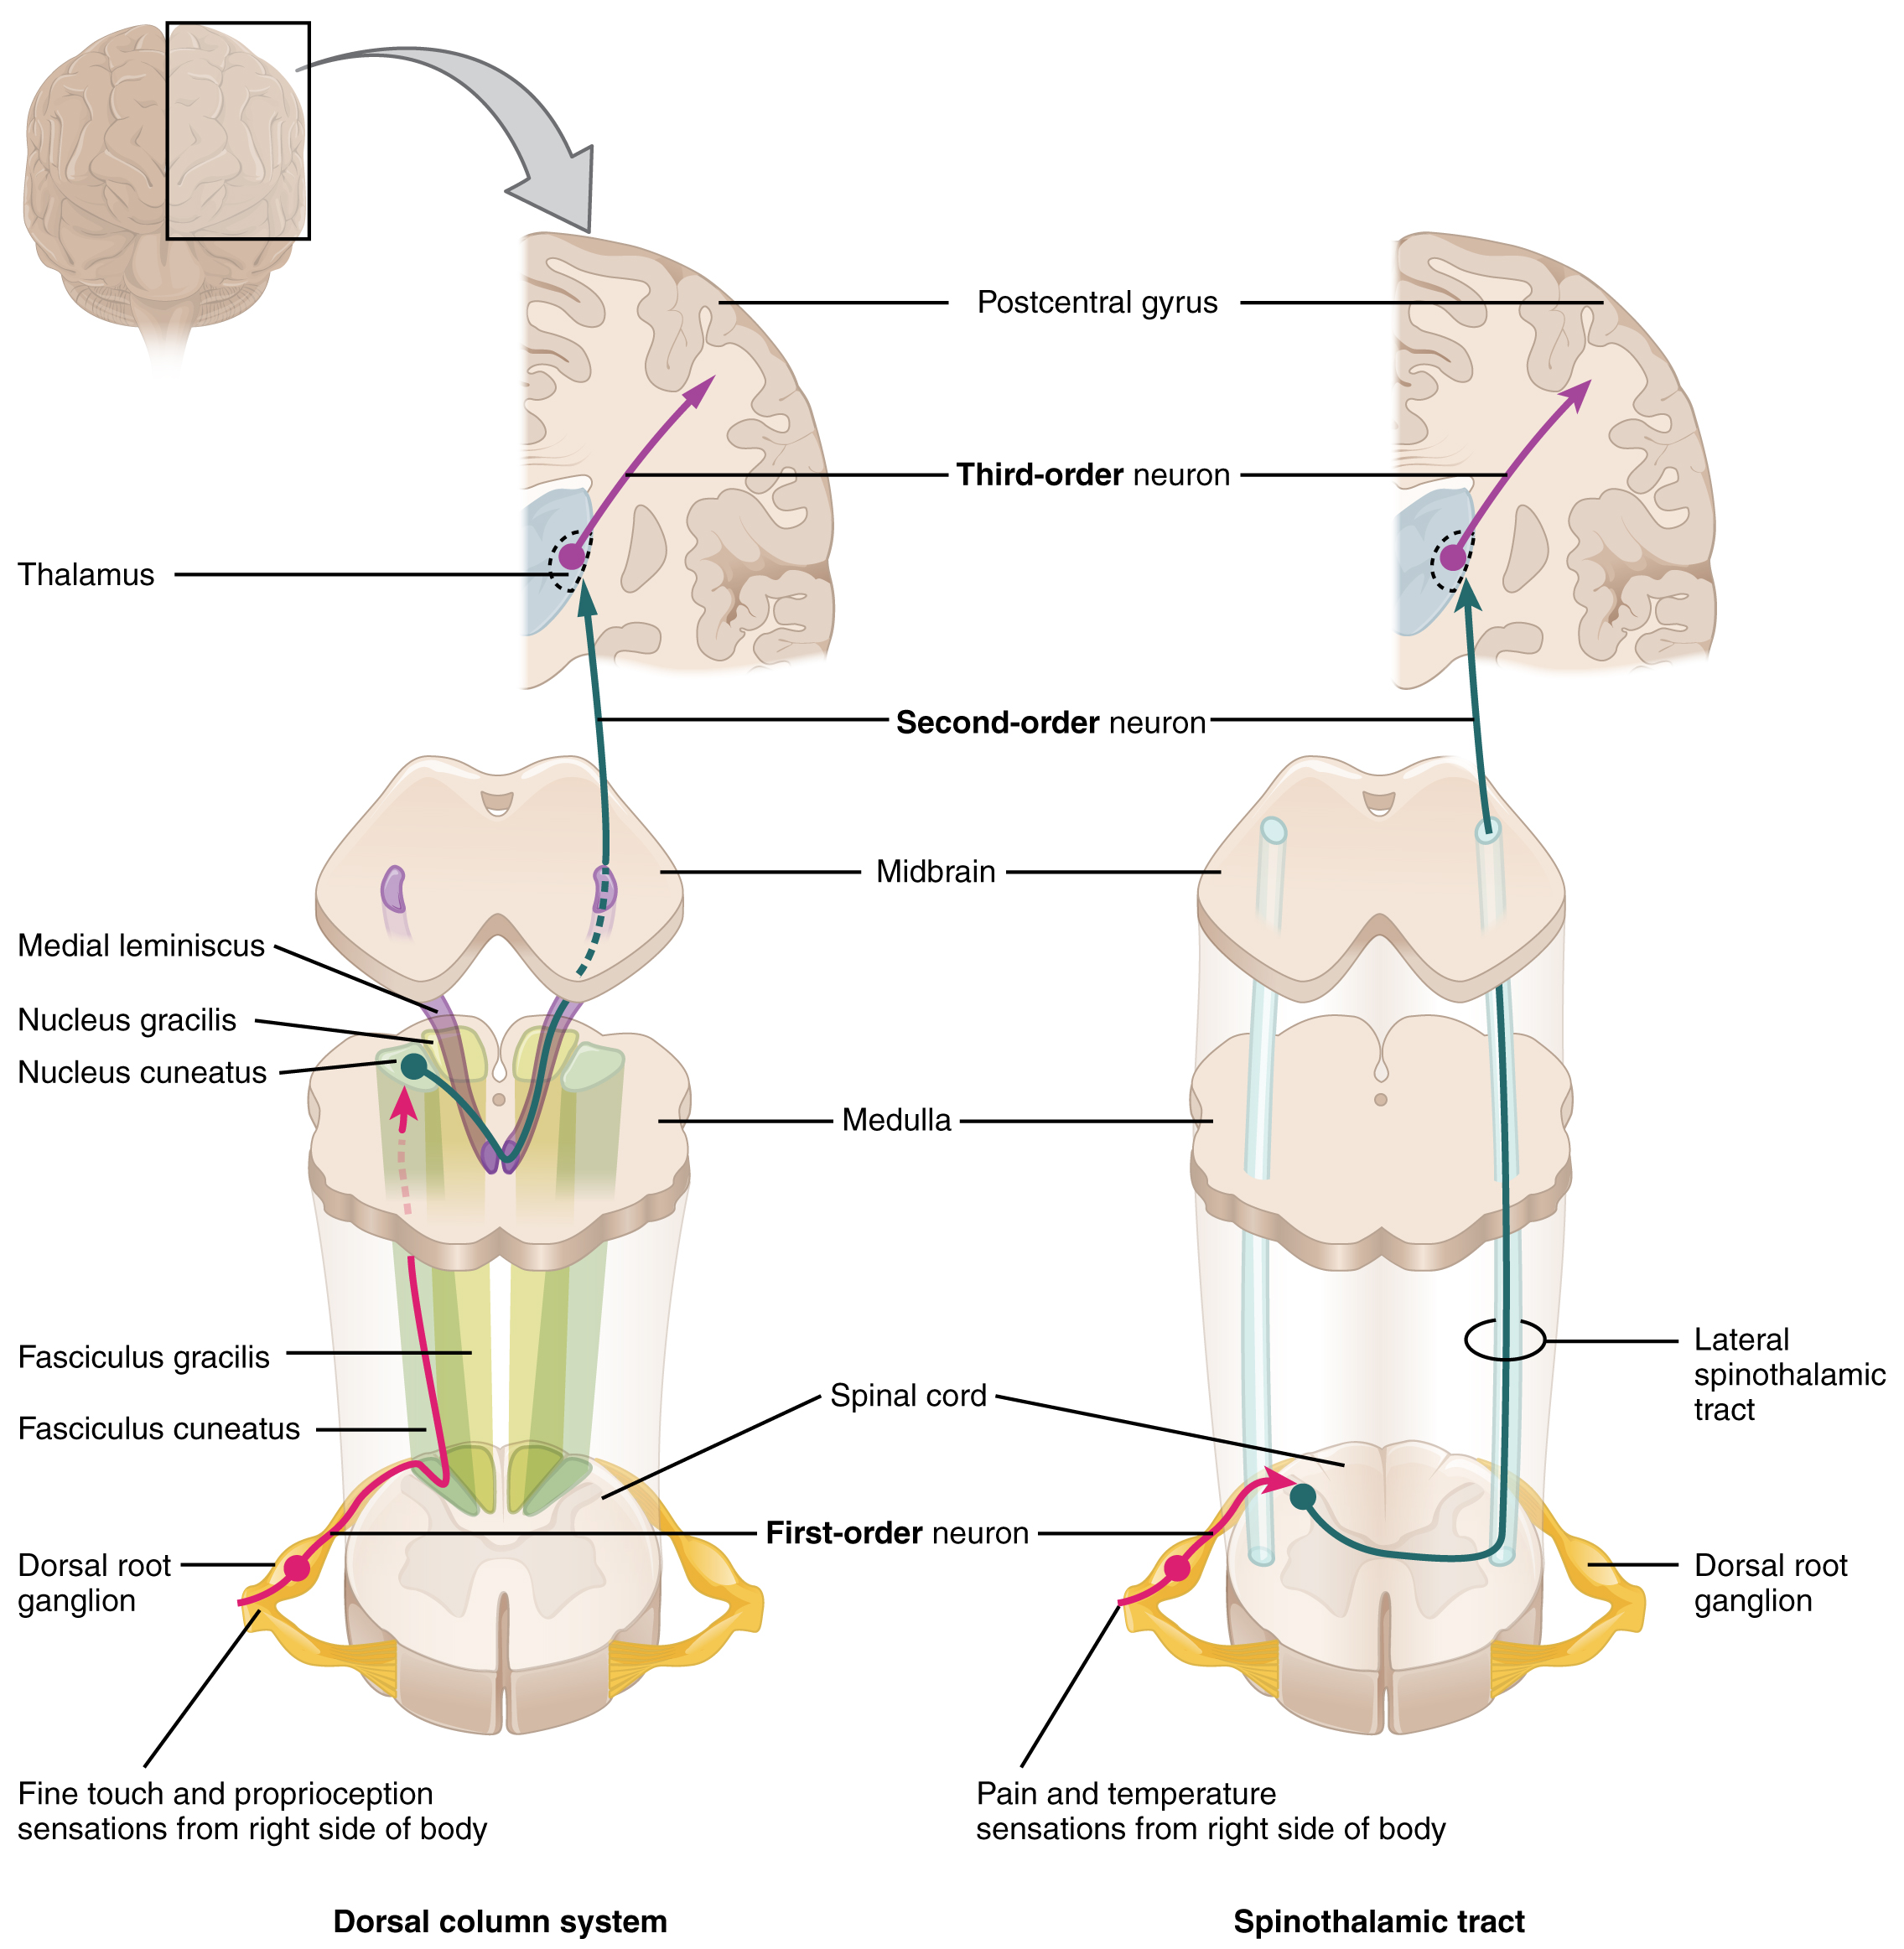 Postcentral gyrus
Third-order neuron
Thalamus
Second-order neuron
Midbrain
Medial leminiscus
Nucleus gracilis
Nucleus cuneatus
Medulla
Fasciculus gracilis
Lateral
spinothalamic
tract
Spinal cord
Fasciculus cuneatus
First-order neuron
Dorsal root
ganglion
Dorsal root
ganglion
Fine touch and proprioception
sensations from right side of body
Pain and temperature
sensations from right side of body
Dorsal column system
Spinothalamic tract